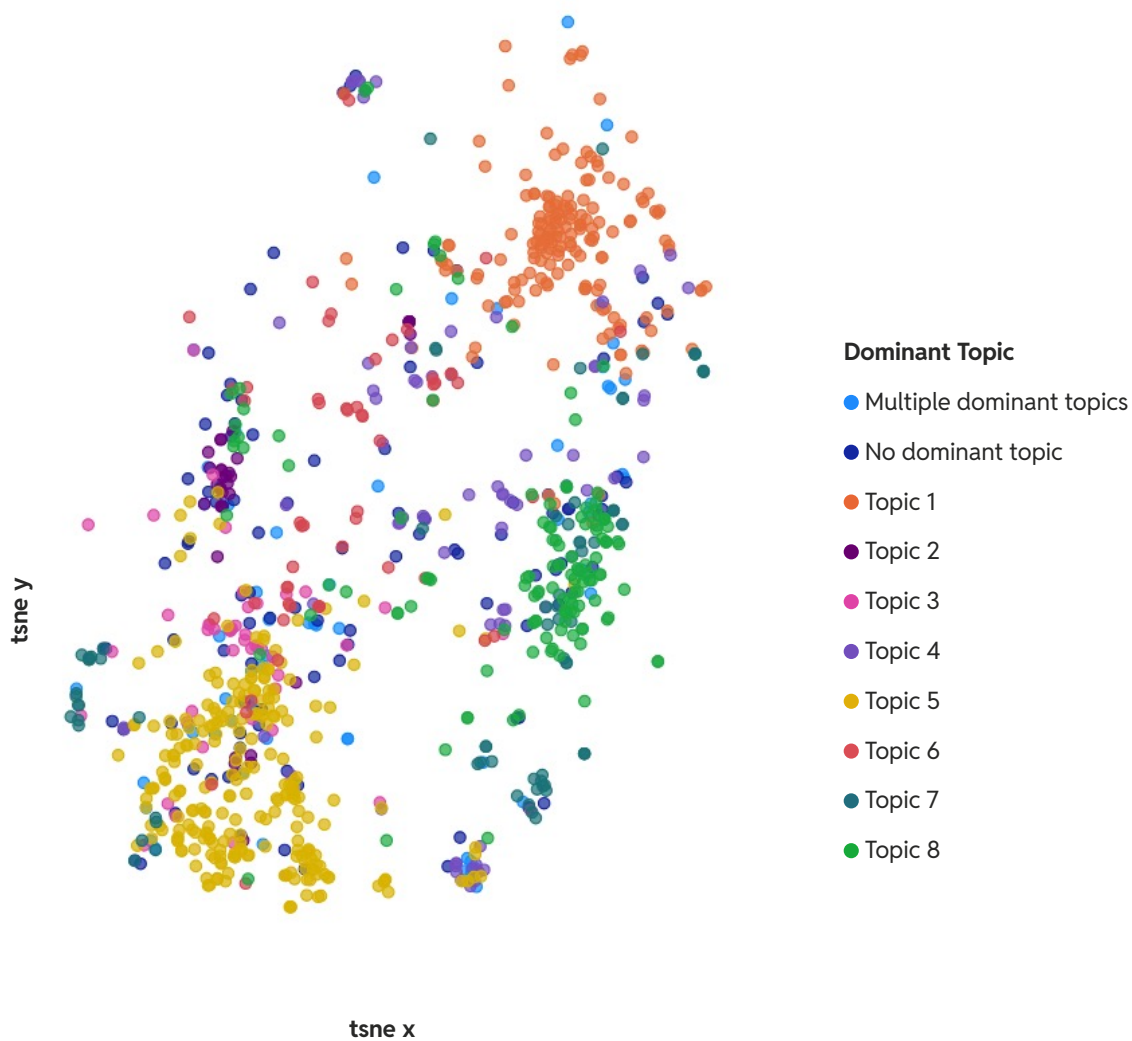 Dominant Topic
Multiple dominant topics
No dominant topic
Topic 1
Topic 2
Topic 3
Topic 4
Topic 5
Topic 6
Topic 7
Topic 8
tsne y
tsne x